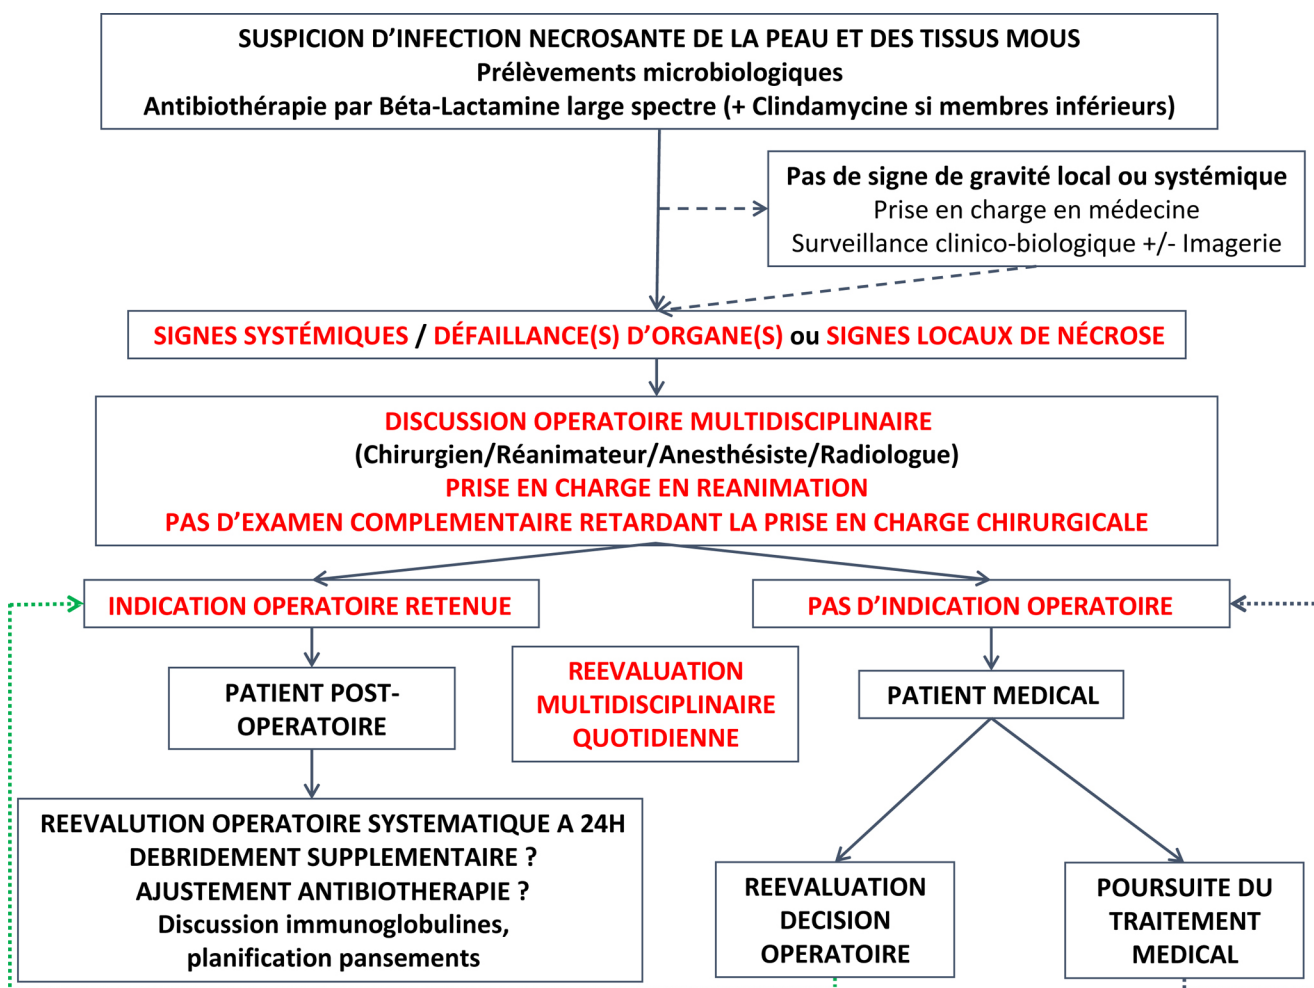 SUSPICION D’INFECTION NECROSANTE DE LA PEAU ET DES TISSUS MOUS
Prélèvements microbiologiques
Antibiothérapie par Béta-Lactamine large spectre (+ Clindamycine si membres inférieurs)
Pas de signe de gravité local ou systémique
Prise en charge en médecine
Surveillance clinico-biologique +/- Imagerie
SIGNES SYSTÉMIQUES / DÉFAILLANCE(S) D’ORGANE(S) ou SIGNES LOCAUX DE NÉCROSE
DISCUSSION OPERATOIRE MULTIDISCIPLINAIRE
(Chirurgien/Réanimateur/Anesthésiste/Radiologue)
PRISE EN CHARGE EN REANIMATION
PAS D’EXAMEN COMPLEMENTAIRE RETARDANT LA PRISE EN CHARGE CHIRURGICALE
INDICATION OPERATOIRE RETENUE
PAS D’INDICATION OPERATOIRE
REEVALUATION
MULTIDISCIPLINAIRE
QUOTIDIENNE
PATIENT POST-
OPERATOIRE
PATIENT MEDICAL
REEVALUTION OPERATOIRE SYSTEMATIQUE A 24H
DEBRIDEMENT SUPPLEMENTAIRE ?
AJUSTEMENT ANTIBIOTHERAPIE ?
Discussion immunoglobulines,
planification pansements
REEVALUATION
DECISION
OPERATOIRE
POURSUITE DU
TRAITEMENT
MEDICAL